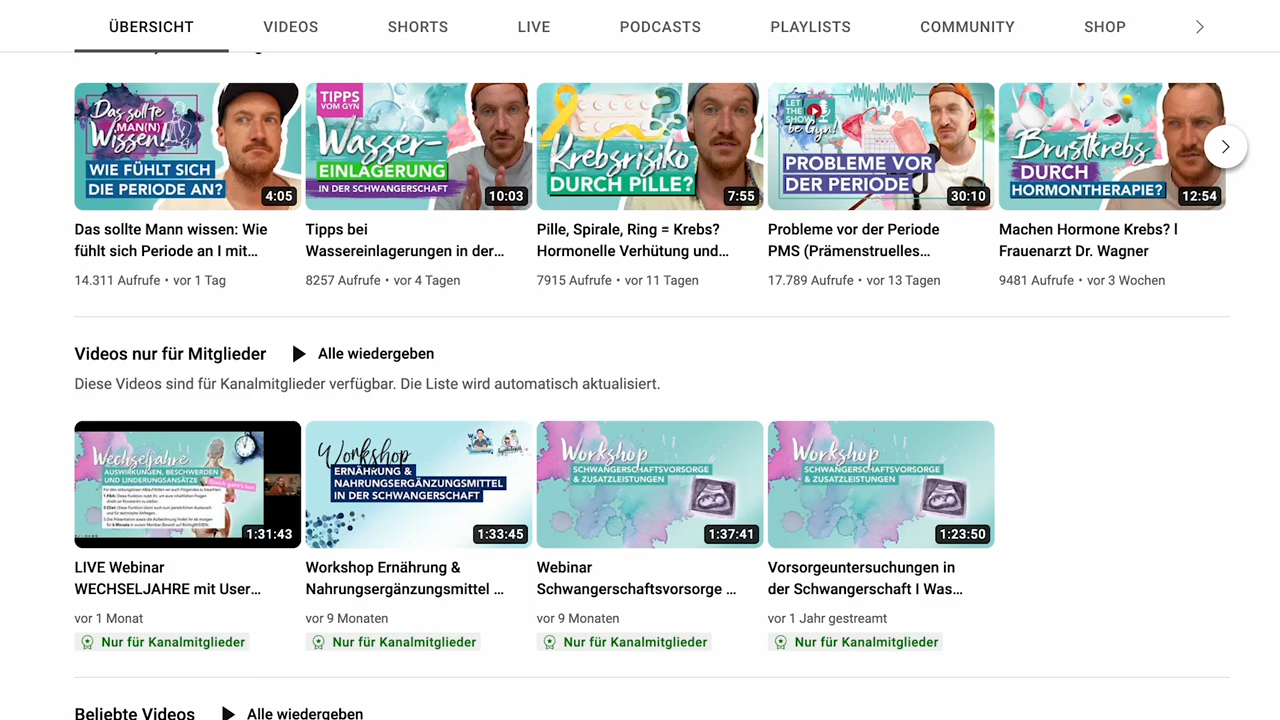 ÜBERSICHT
VIDEOS
SHORTS
LIVE
PODCASTS
PLAYLISTS
COMMUNITY
SHOP
Das sollte
MAN(N)
Wissen!
WIE FÜHLT SICH
DIE PERIODE AN?
4:05
TIPPS
VOM GYN
Wasser-
EINLAGERUNG
IN DER SCHWANGERSCHAFT
10:03
Krebsrisiko
DURCH PILLE?
7:55
LET
THE
SHOW
be Gyn!
PROBLEME VOR
DER PERIODE
30:10
Brustkrebs
DURCH
HORMONTHERAPIE?
12:54
Das sollte Mann wissen: Wie
fühlt sich Periode an I mit...
14.311 Aufrufe • vor 1 Tag
Tipps bei
Wassereinlagerungen in der...
8257 Aufrufe • vor 4 Tagen
Pille, Spirale, Ring = Krebs?
Hormonelle Verhütung und...
7915 Aufrufe • vor 11 Tagen
Probleme vor der Periode
PMS (Prämenstruelles...
17.789 Aufrufe • vor 13 Tagen
Machen Hormone Krebs? I
Frauenarzt Dr. Wagner
9481 Aufrufe • vor 3 Wochen
Videos nur für Mitglieder
Alle wiedergeben
Diese Videos sind für Kanalmitglieder verfügbar. Die Liste wird automatisch aktualisiert.
Wechseljahre
AUSWIRKUNGEN, BESCHWERDEN
UND LINDERUNGSANSÄTZE
Gleich geht's los!
1:31:43
Workshop
ERNÄHRUNG &
NAHRUNGSERGÄNZUNGSMITTEL
IN DER SCHWANGERSCHAFT
1:33:45
Workshop
SCHWANGERSCHAFTSVORSORGE
& ZUSATZLEISTUNGEN
1:37:41
Workshop
SCHWANGERSCHAFTSVORSORGE
& ZUSATZLEISTUNGEN
1:23:50
LIVE Webinar
WECHSELJAHRE mit User...
vor 1 Monat
Nur für Kanalmitglieder
Workshop Ernährung &
Nahrungsergänzungsmittel ...
vor 9 Monaten
Nur für Kanalmitglieder
Webinar
Schwangerschaftsvorsorge ...
vor 9 Monaten
Nur für Kanalmitglieder
Vorsorgeuntersuchungen in
der Schwangerschaft I Was...
vor 1 Jahr gestreamt
Nur für Kanalmitglieder
Beliebte Videos
Alle wiedergeben